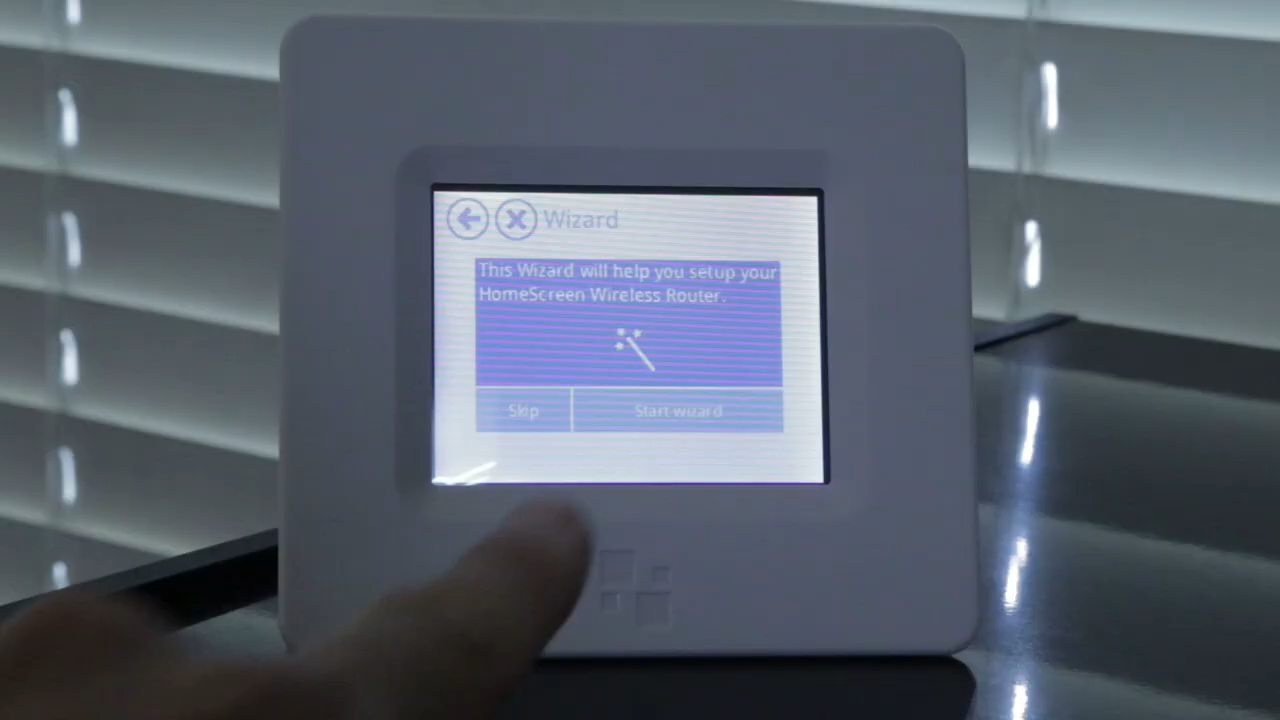 Wizard
This Wizard will help you setup your
HomeScreen Wireless Router.
Skip
Start wizard